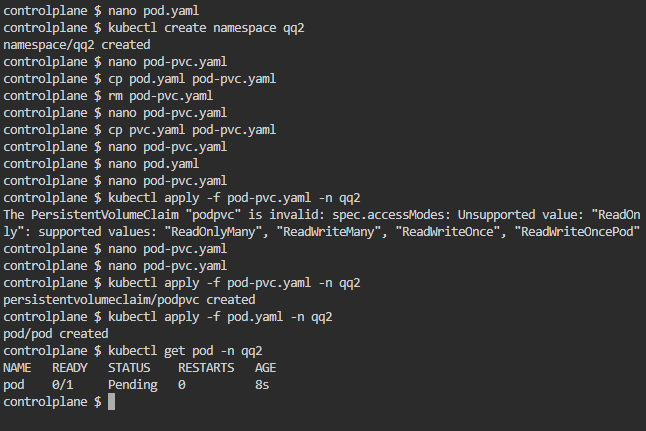 controlplane $ nano pod.yaml
controlplane $ kubectl create namespace qq2
namespace/qq2 created
controlplane $ nano pod-pvc.yaml
controlplane $ cp pod.yaml pod-pvc.yaml
controlplane $ rm pod-pvc.yaml
controlplane $ nano pod-pvc.yaml
controlplane $ cp pvc.yaml pod-pvc.yaml
controlplane $ nano pod-pvc.yaml
controlplane $ nano pod.yaml
controlplane $ nano pod-pvc.yaml
controlplane $ kubectl apply -f pod-pvc.yaml -n qq2
The PersistentVolumeClaim "podpvc" is invalid: spec.accessModes: Unsupported value: "ReadOn
ly": supported values: "ReadOnlyMany", "ReadWriteMany", "ReadWriteOnce", "ReadWriteOncePod"
controlplane $ nano pod-pvc.yaml
controlplane $ nano pod-pvc.yaml
controlplane $ kubectl apply -f pod-pvc.yaml -n qq2
persistentvolumeclaim/podpvc created
controlplane $ kubectl apply -f pod.yaml -n qq2
pod/pod created
controlplane $ kubectl get pod -n qq2
NAME   READY   STATUS    RESTARTS   AGE
pod    0/1     Pending   0          8s
controlplane $